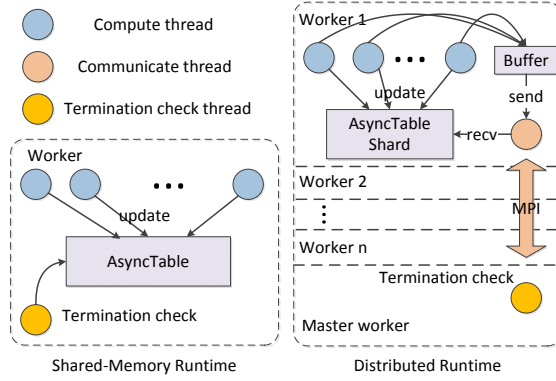 Compute thread
Communicate thread
Termination check thread
Worker
update
AsyncTable
Termination check
Shared-Memory Runtime
Worker 1
Buffer
update
send
AsyncTable
Shard
recv
Worker 2
MPI
Worker n
Termination check
Master worker
Distributed Runtime